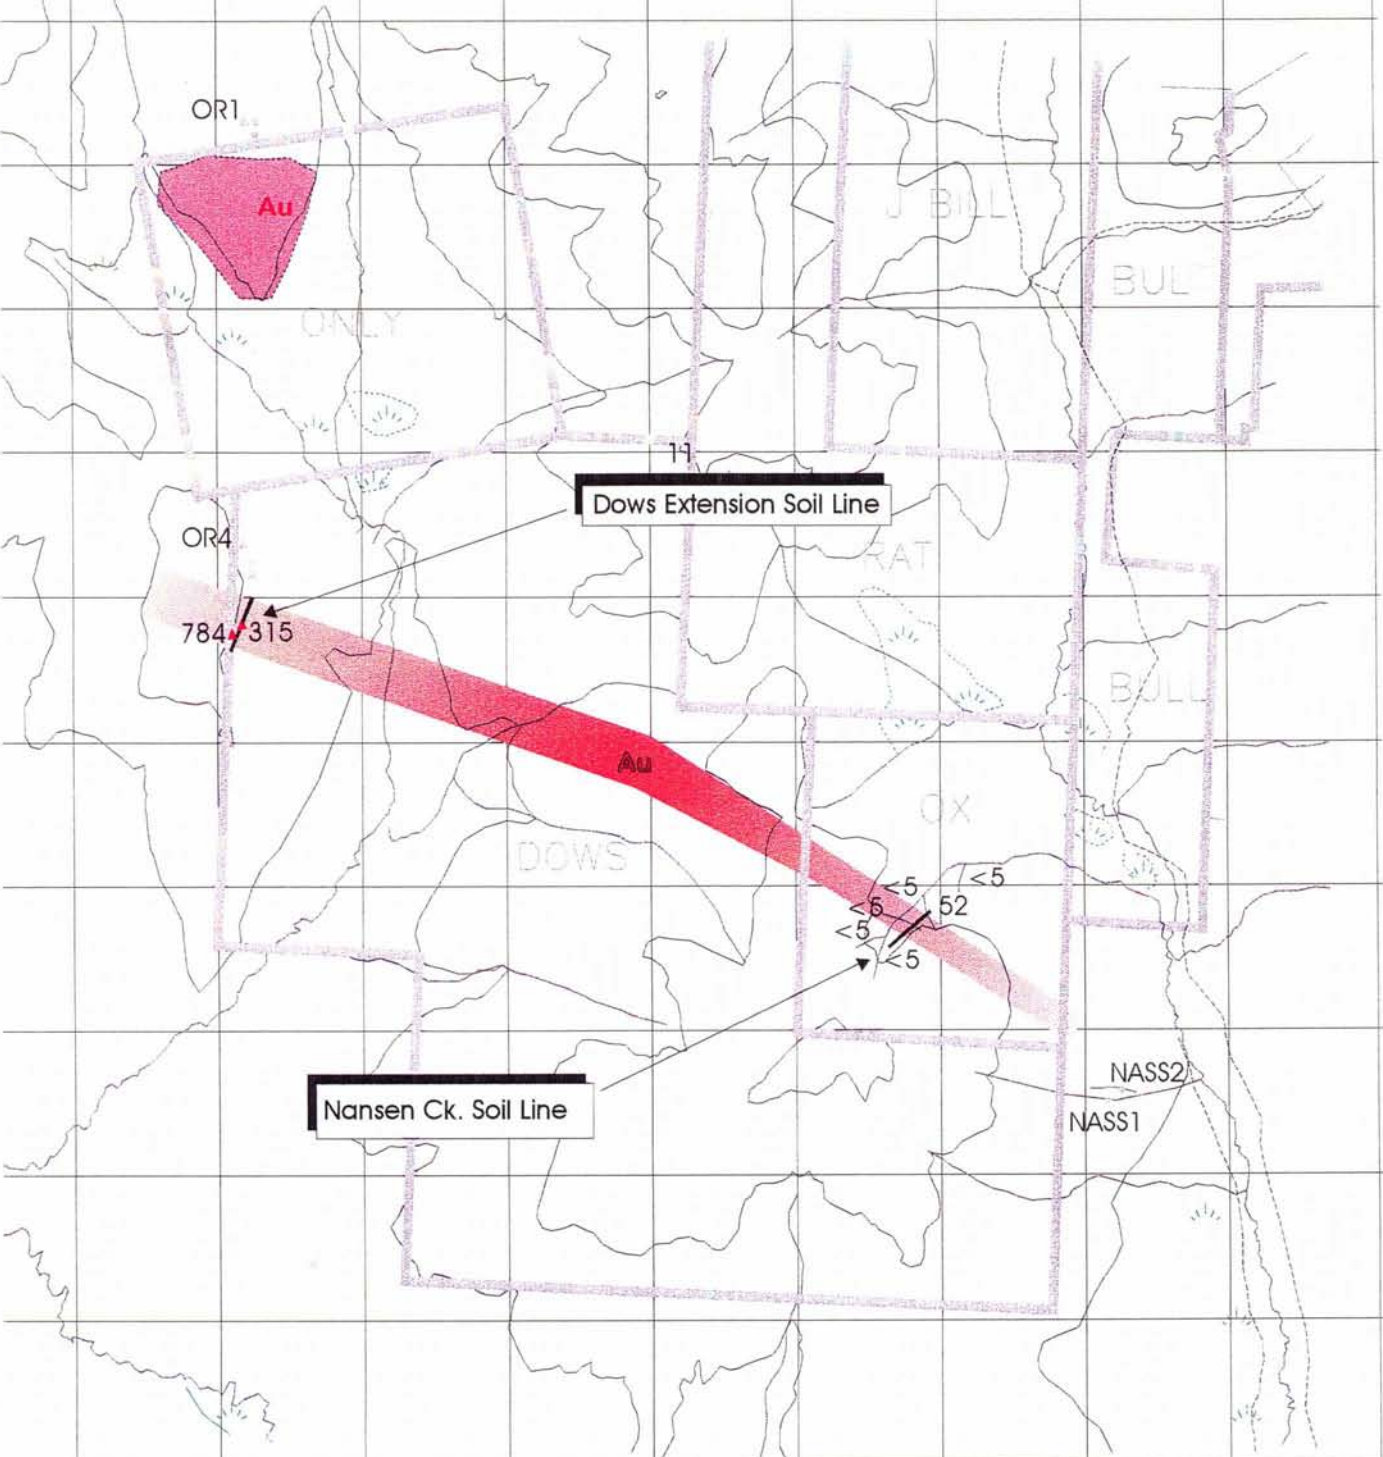 OR1
Au
J BILL
BUL
ONLY
11
Dows Extension Soil Line
OR4
RAT
784
315
BULL
Au
OX
DOWS
<5
<5
<5
52
<5
<5
NASS2
Nansen Ck. Soil Line
NASS1